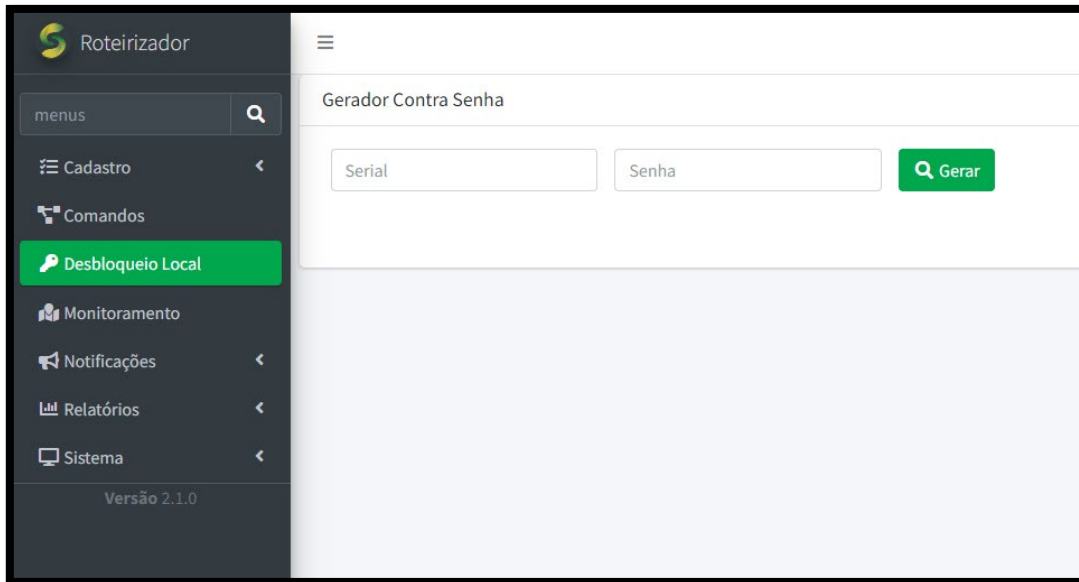 Roteirizador
menus
Cadastro
Comandos
Desbloqueio Local
Monitoramento
Notificações
Relatórios
Sistema
Versão 2.1.0
Gerador Contra Senha
Serial Senha Gerar